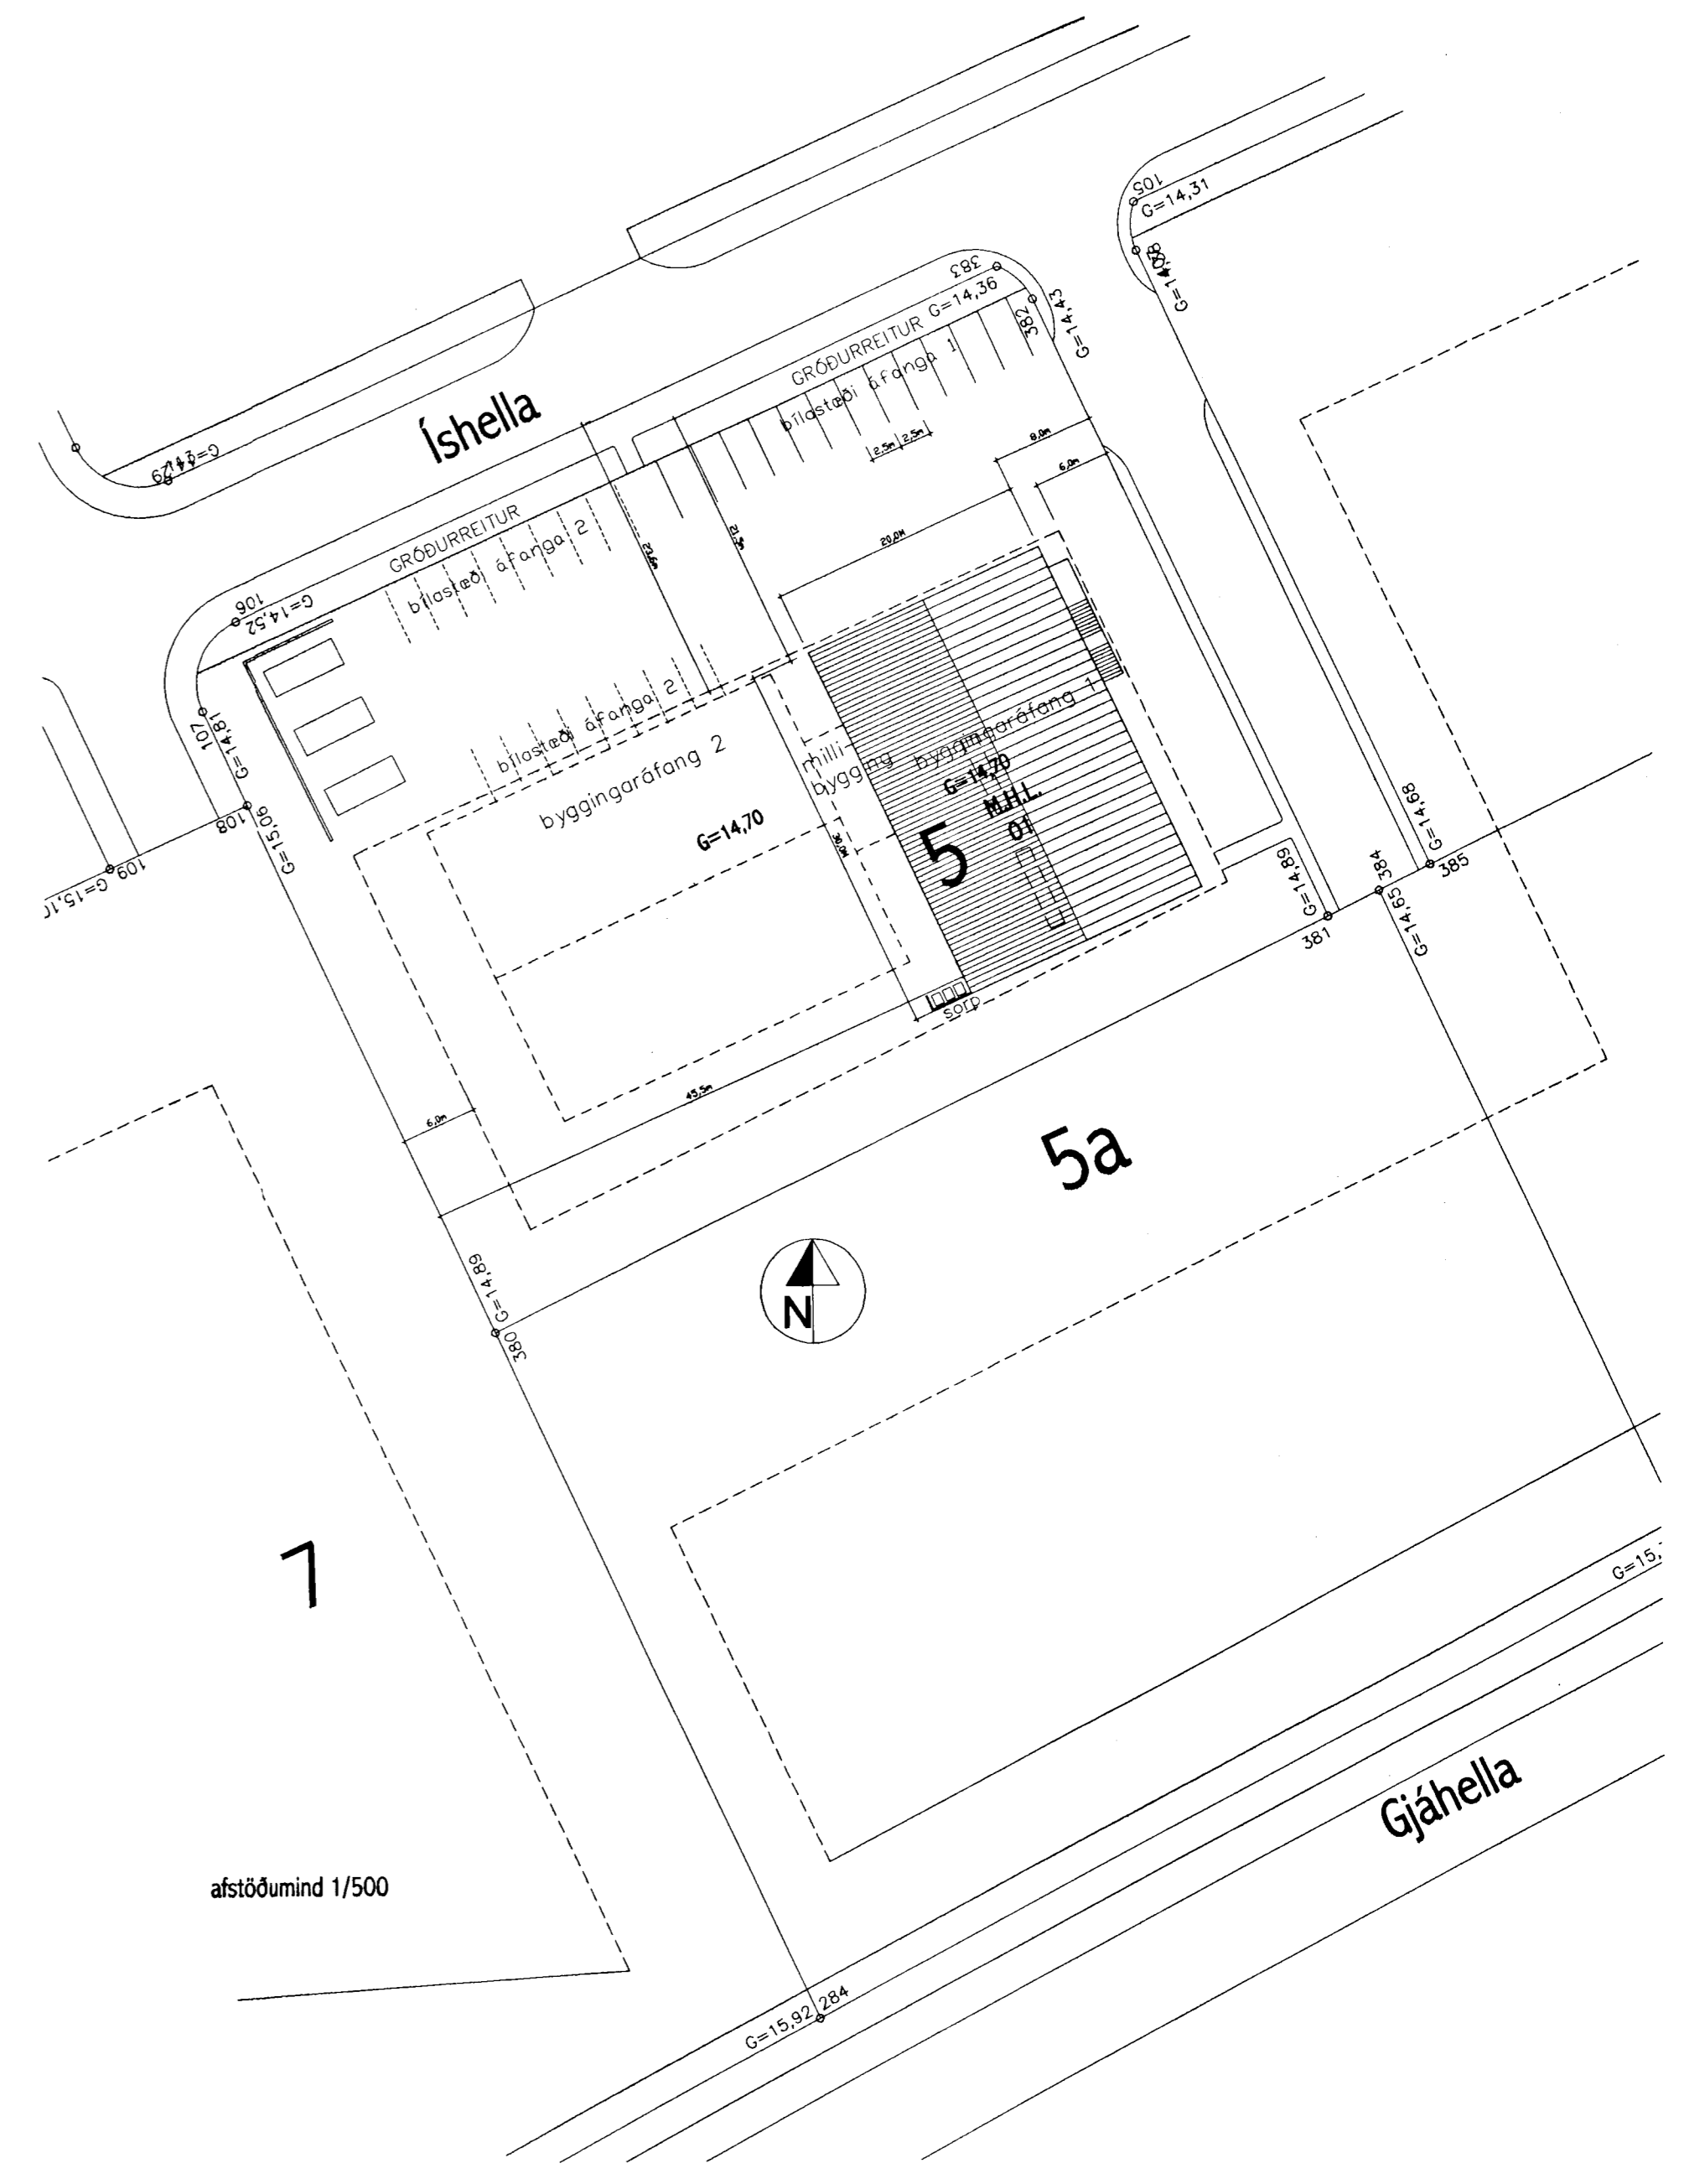 105
G=14,31
G=14,08
383
G=14,36
GRÓÐURREITUR
382
G=14,43
bílastæði áfanga 1
Íshella
2,5m
2,5m
8,0m
6,0m
20,0M
GRÓÐURREITUR
bílastæði áfanga 2
106
G=14,52
107
G=14,81
108
G=15,06
109
bílastæði áfanga 2
byggingaráfang 2
G=14,70
milli-
bygging
byggingaráfang 1
G=14,70
M.H.L.
01
5
sorp
G=14,89
381
384
G=14,65
G=14,68
385
45,5m
6,0m
5a
G=14,89
380
N
7
afstöðumind 1/500
Gjáhella
G=15,92
284